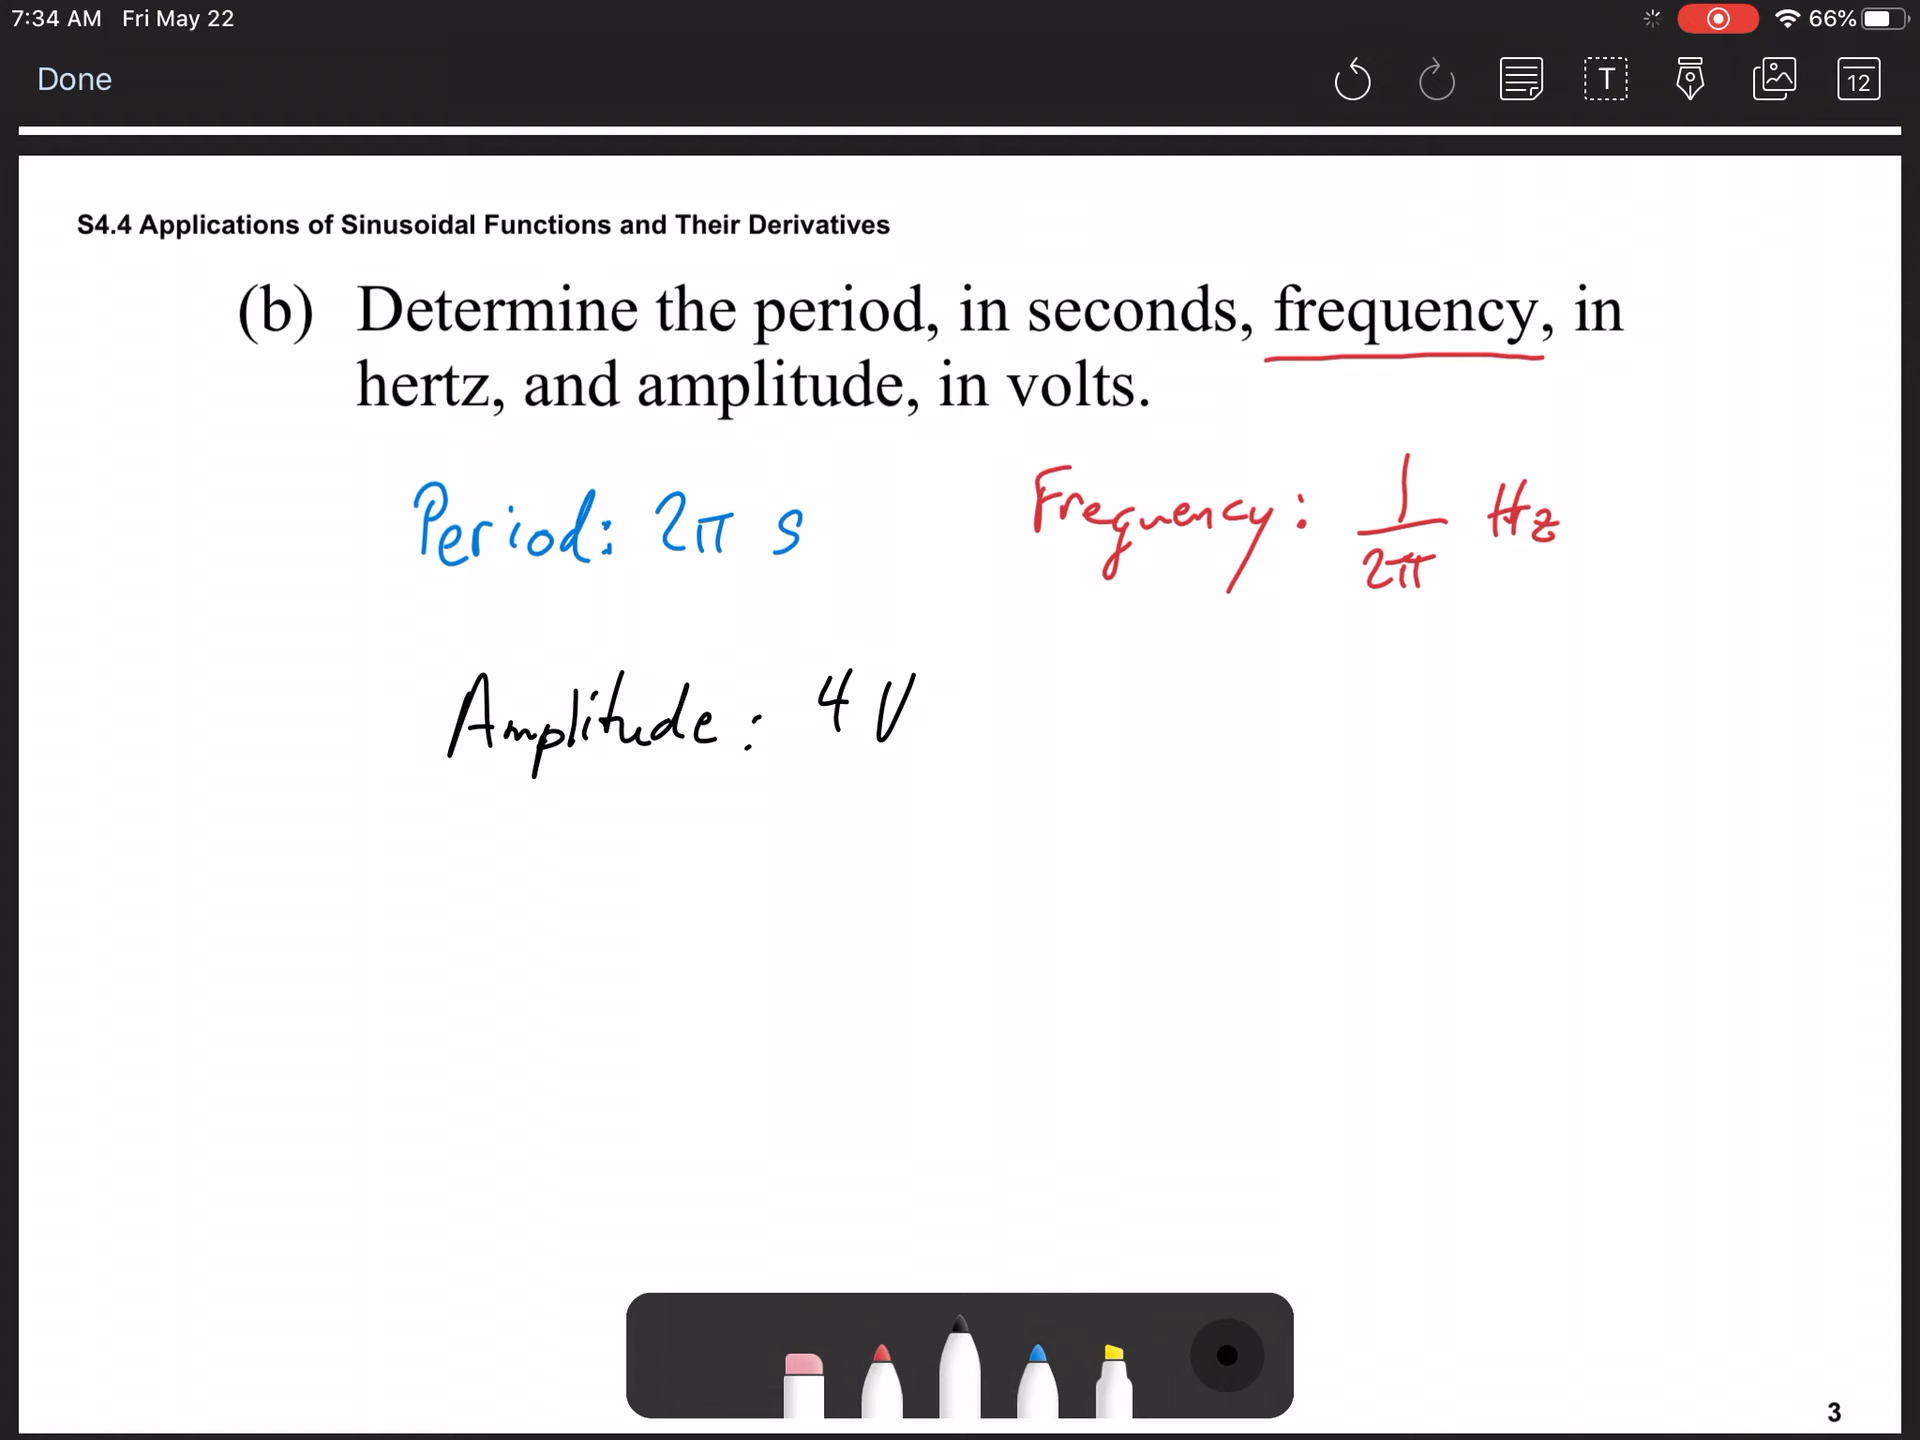 7:34 AM Fri May 22
66%
Done
T
12
S4.4 Applications of Sinusoidal Functions and Their Derivatives
(b) Determine the period, in seconds, frequency, in
hertz, and amplitude, in volts.
Period: 2π s
Frequency: 1/2π Hz
Amplitude: 4 V
3